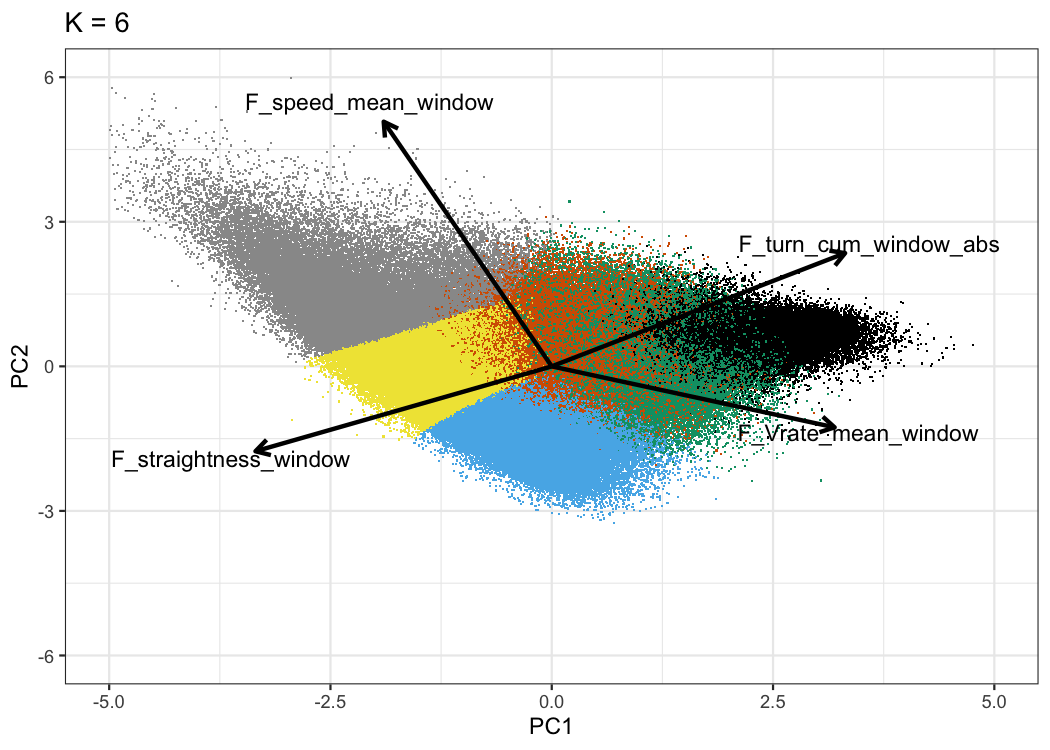 K = 6
6
F_speed_mean_window
3
F_turn_cum_window_abs
PC2
0
F_Vrate_mean_window
F_straightness_window
-3
-6
-5.0 -2.5 0.0 2.5 5.0
PC1